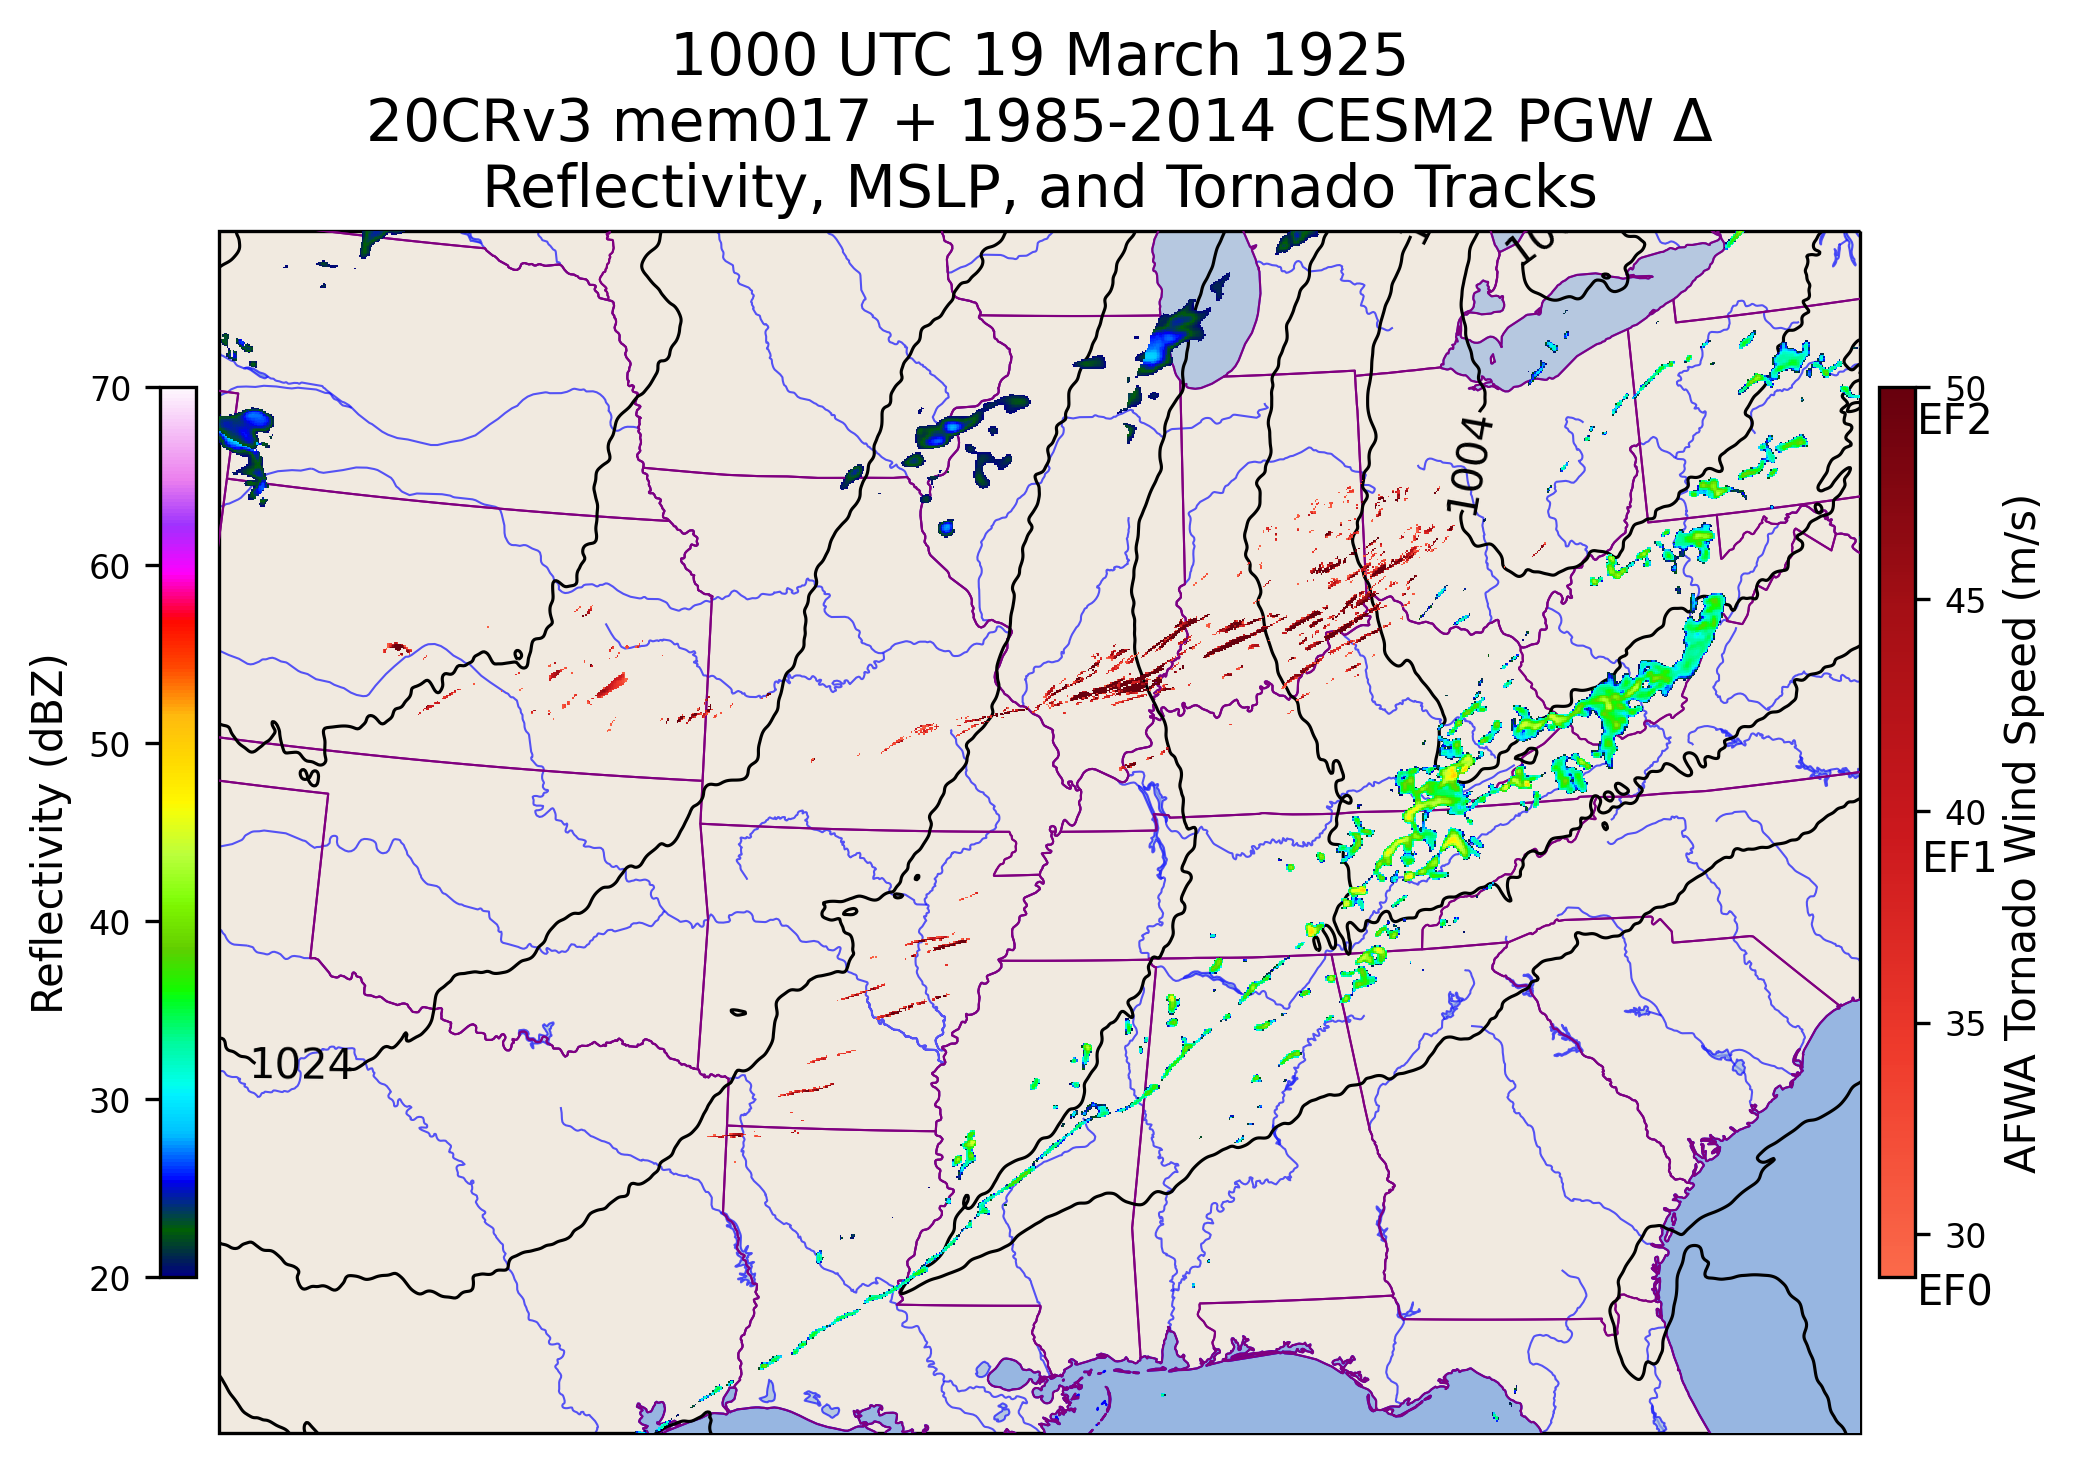 1000 UTC 19 March 1925
20CRv3 mem017 + 1985-2014 CESM2 PGW Δ
Reflectivity, MSLP, and Tornado Tracks
70
60
50
40
30
20
Reflectivity (dBZ)
10
1004
8
1024
50
EF2
45
40
EF1
35
30
EF0
AFWA Tornado Wind Speed (m/s)